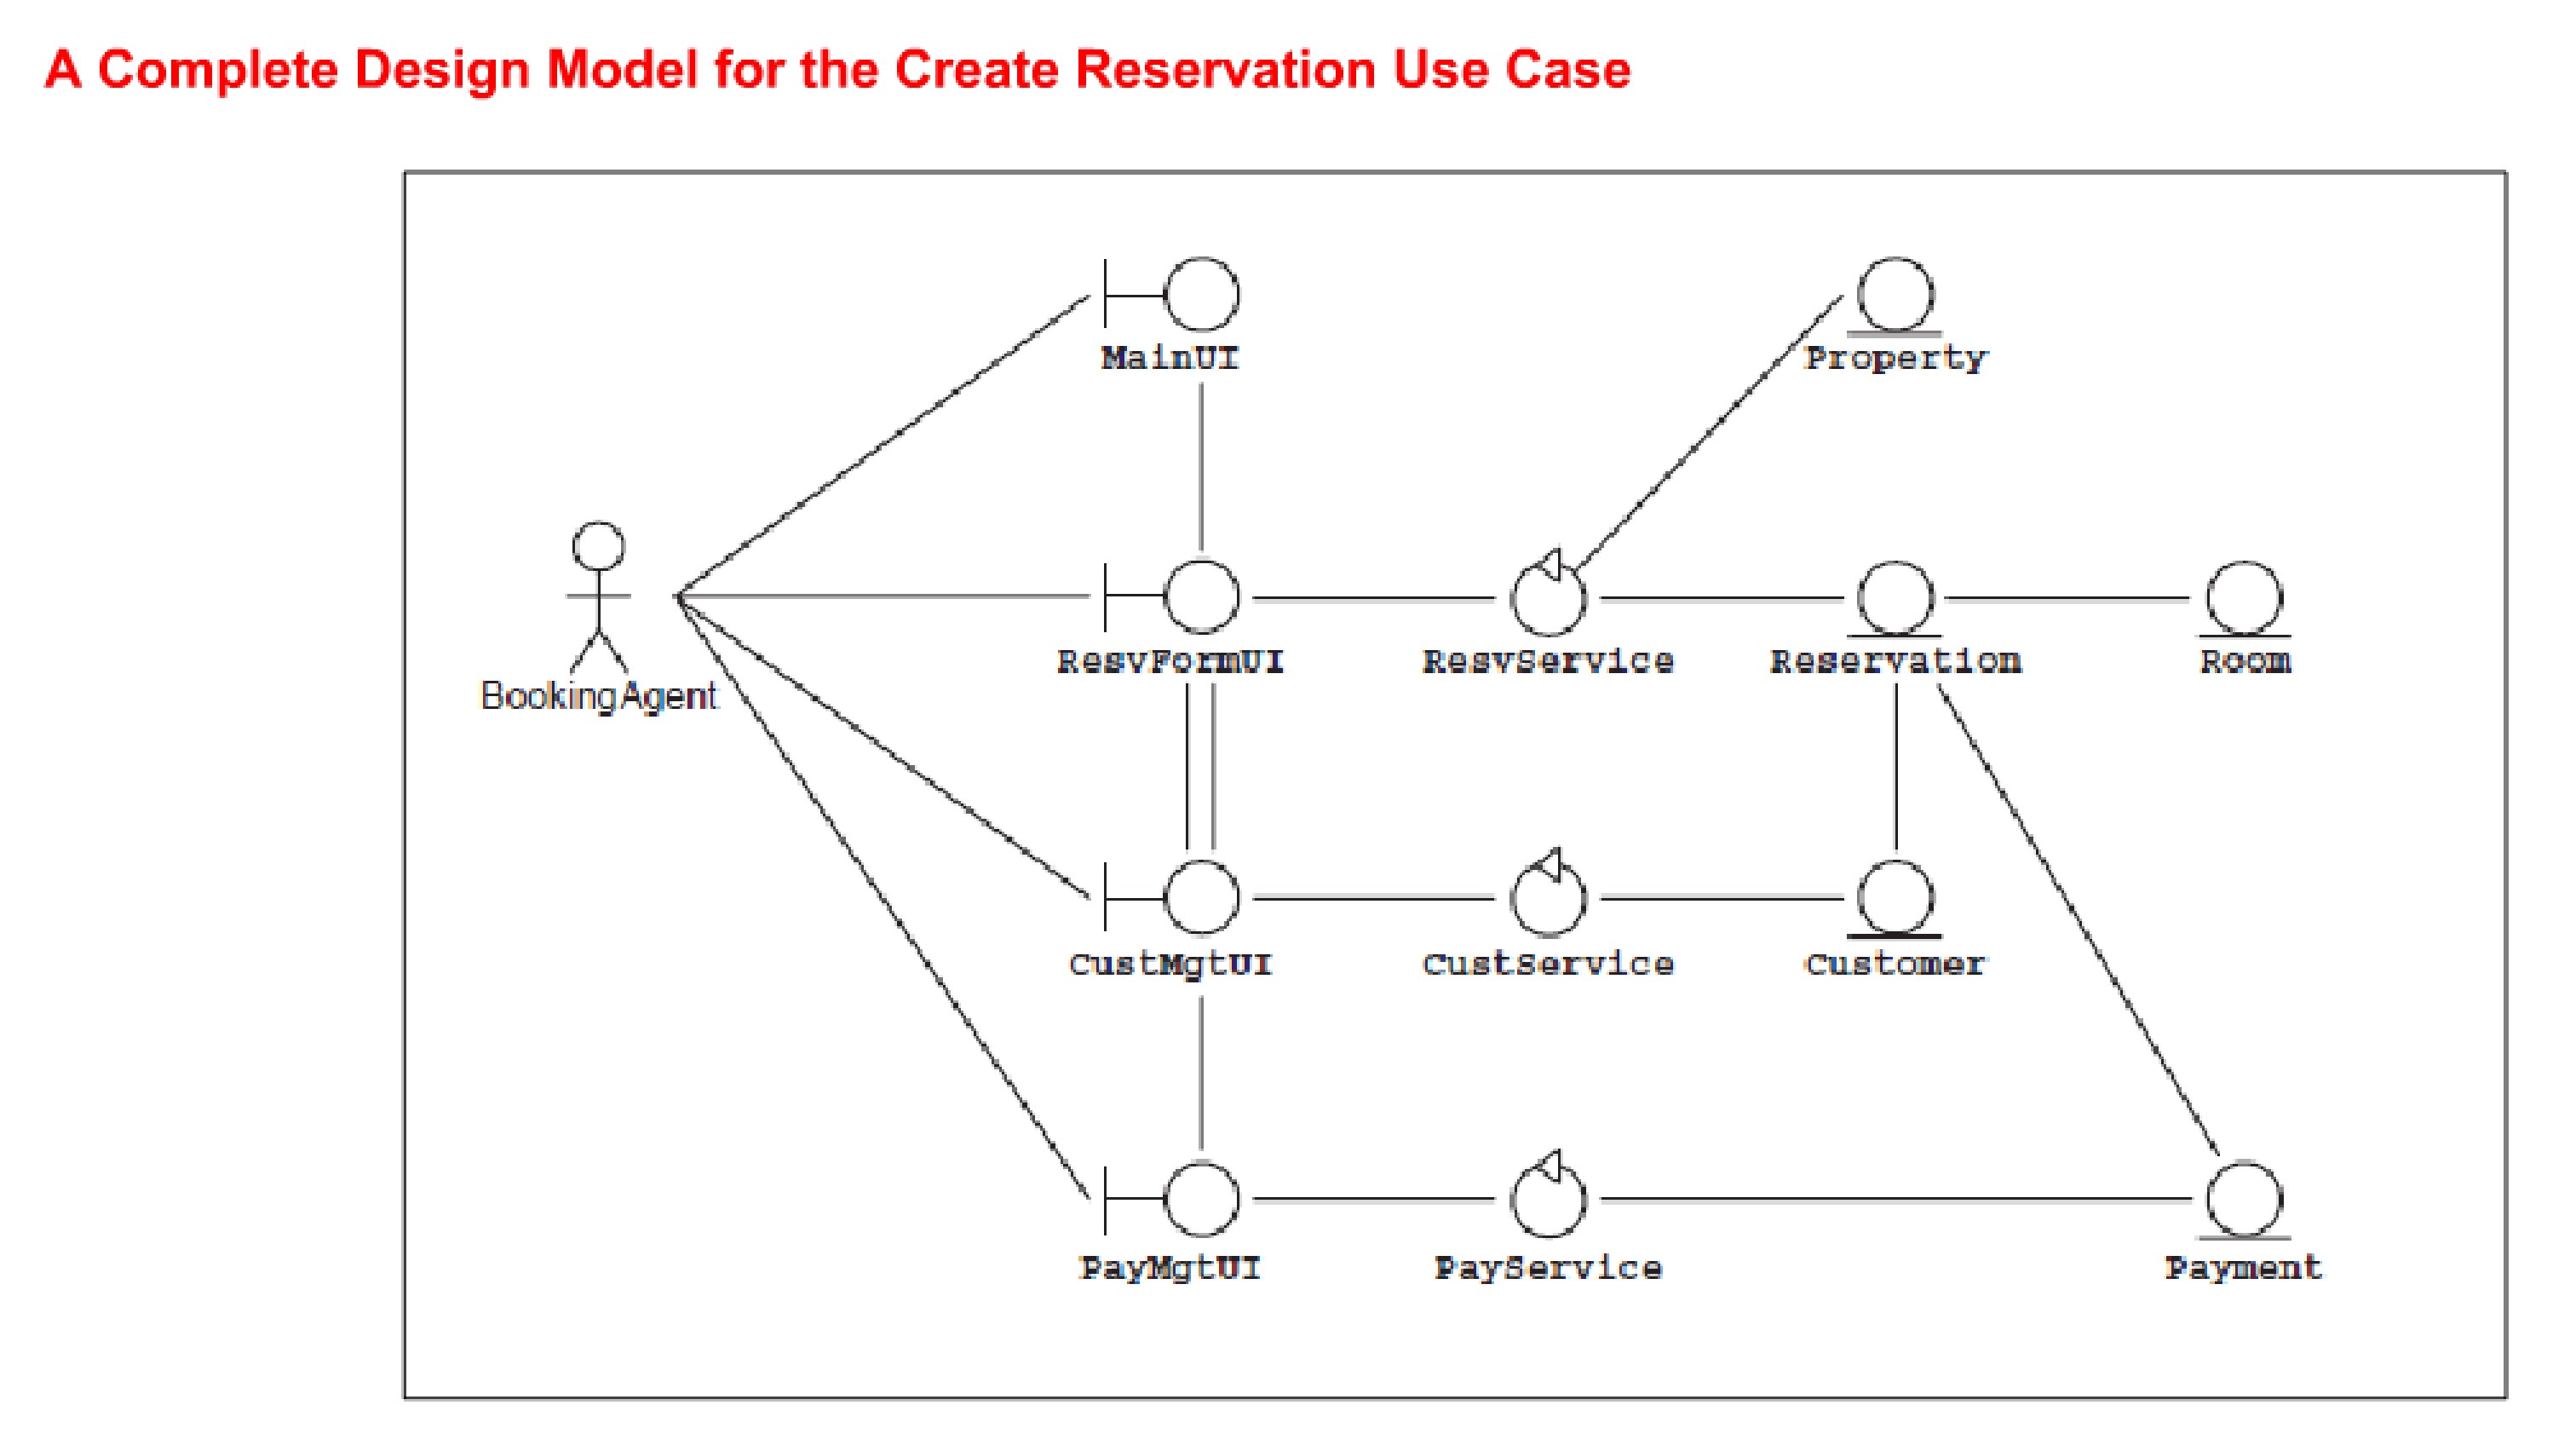 A Complete Design Model for the Create Reservation Use Case
MainUI
Property
BookingAgent
ResvFormUI
ResvService
Reservation
Room
CustMgtUI
CustService
Customer
PayMgtUI
PayService
Payment